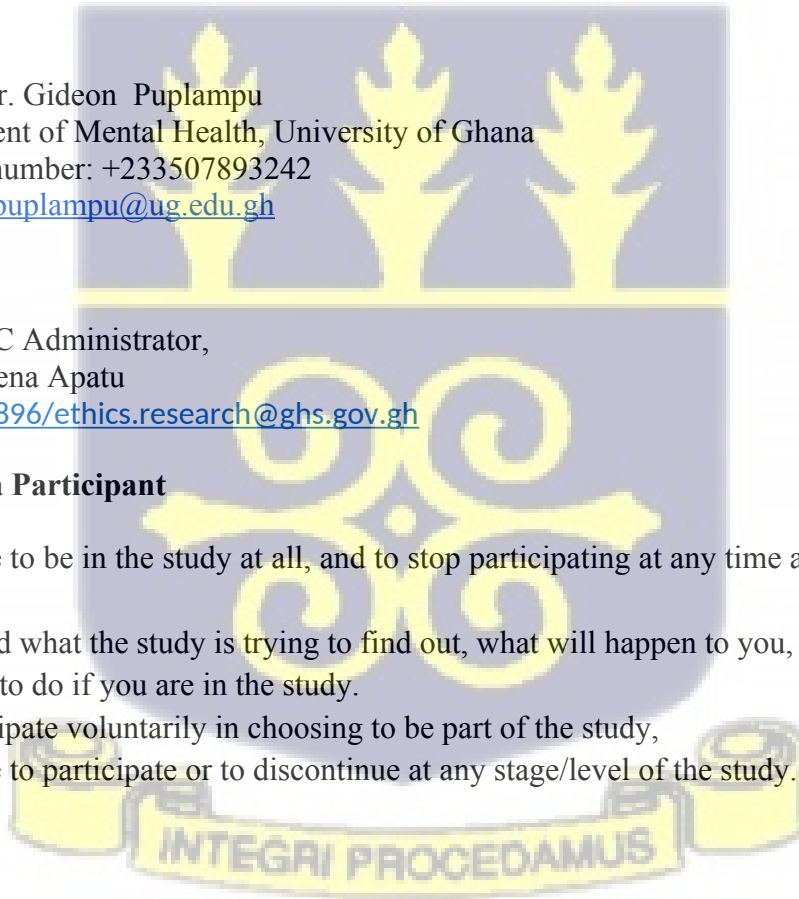 r. Gideon Puplampu
ent of Mental Health, University of Ghana
number: +233507893242
puplampu@ug.edu.gh
C Administrator,
ena Apatu
896/ethics.research@ghs.gov.gh
Participant
to be in the study at all, and to stop participating at any time a
d what the study is trying to find out, what will happen to you,
to do if you are in the study.
ipate voluntarily in choosing to be part of the study,
to participate or to discontinue at any stage/level of the study.
INTEGRI PROCEDAMUS